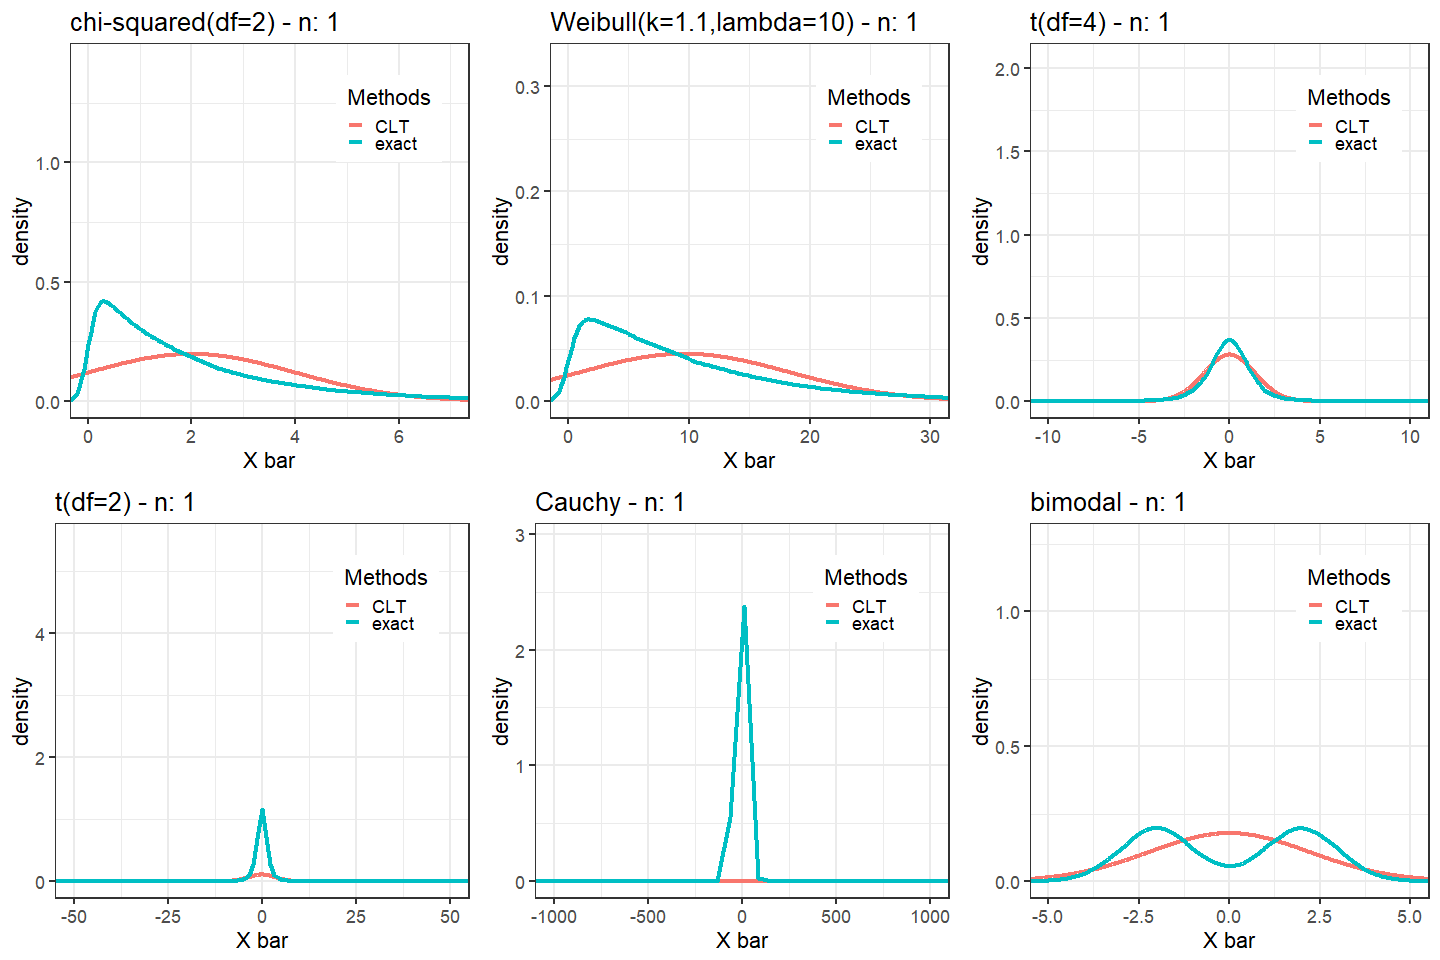 chi-squared(df=2) - n: 1
Methods
CLT
exact
1.0
0.5
0.0
density
0 2 4 6
X bar
Weibull(k=1.1,lambda=10) - n: 1
Methods
CLT
exact
0.3
0.2
0.1
0.0
density
0 10 20 30
X bar
t(df=4) - n: 1
Methods
CLT
exact
2.0
1.5
1.0
0.5
0.0
density
-10 -5 0 5 10
X bar
t(df=2) - n: 1
Methods
CLT
exact
4
2
0
density
-50 -25 0 25 50
X bar
Cauchy - n: 1
Methods
CLT
exact
3
2
1
0
density
-1000 -500 0 500 1000
X bar
bimodal - n: 1
Methods
CLT
exact
1.0
0.5
0.0
density
-5.0 -2.5 0.0 2.5 5.0
X bar